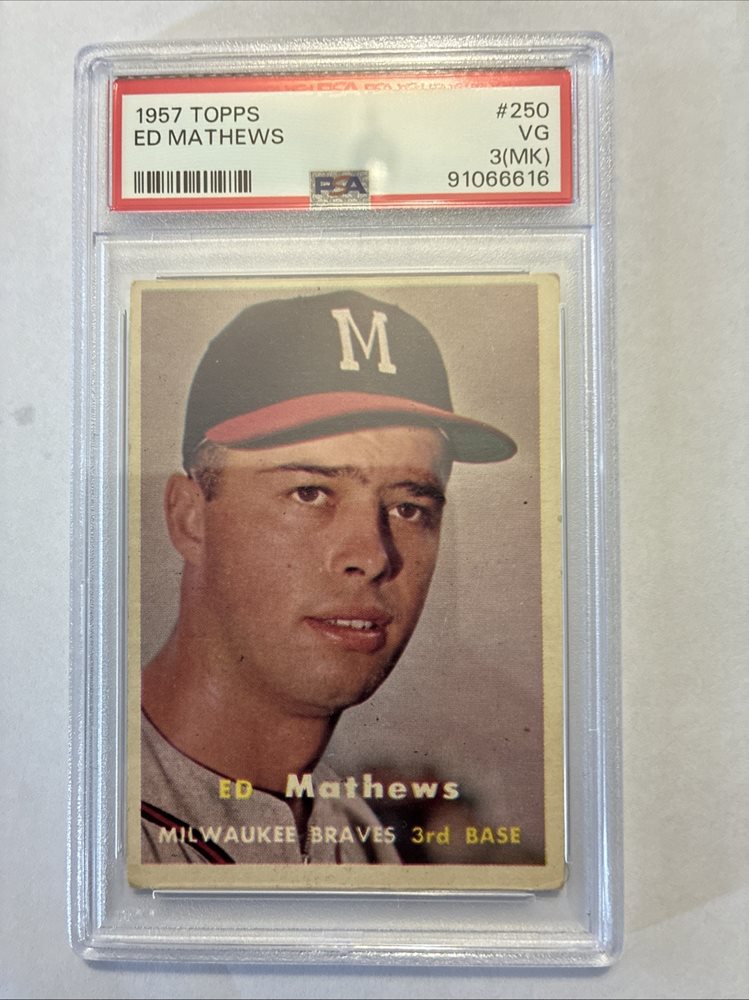 1957 TOPPS
ED MATHEWS
#250
VG
3(MK)
91066616
PSA
M
ED Mathews
MILWAUKEE BRAVES 3rd BASE